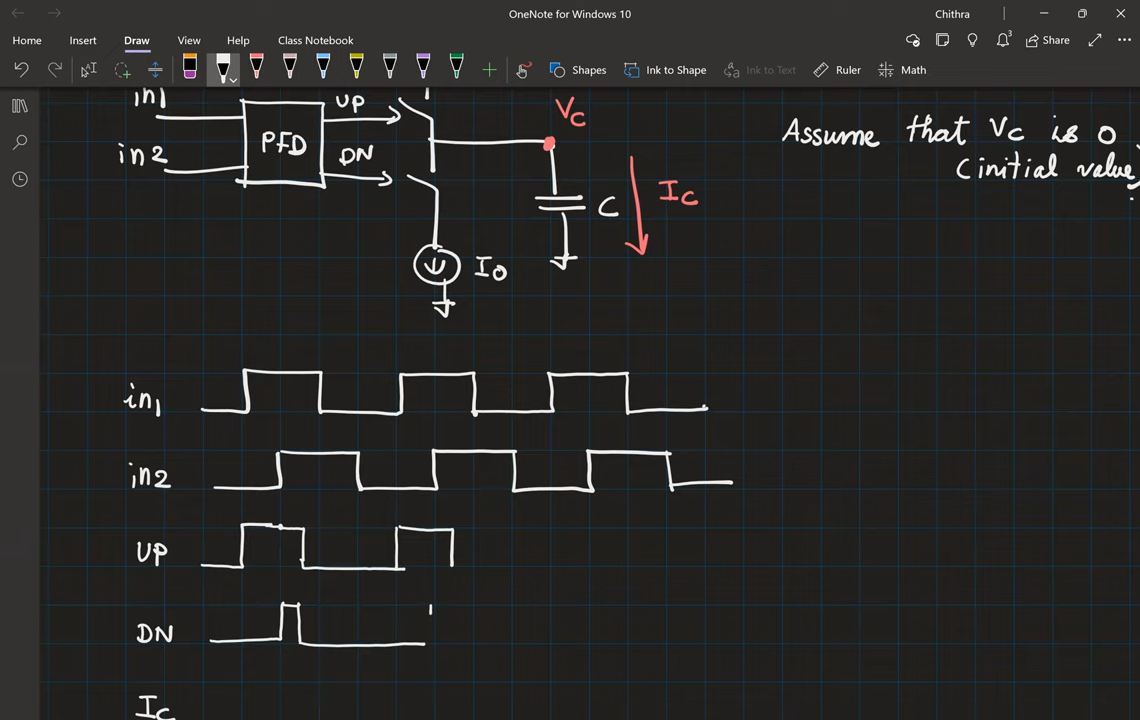 OneNote for Windows 10
Chithra
Home Insert Draw View Help Class Notebook
Share
Shapes Ink to Shape Ink to Text Ruler Math
in1
UP
PFD
in2
DN
Vc
C
Ic
Io
Assume that Vc is 0
(initial value)
in1
in2
UP
DN
Ic